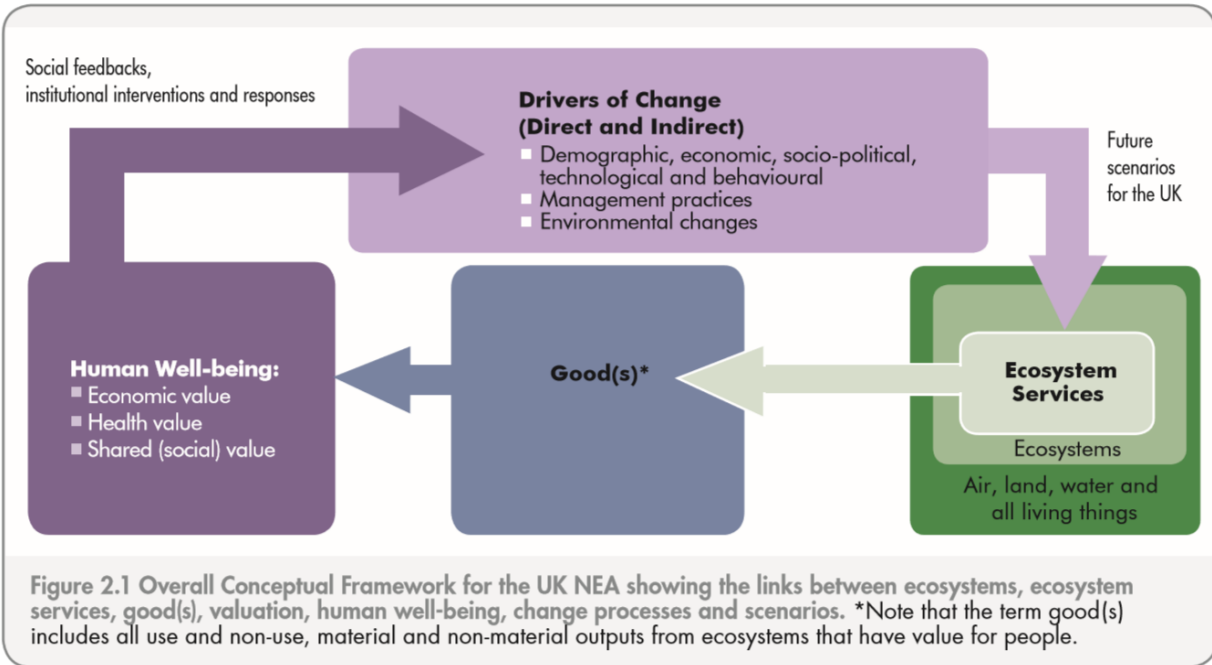 Social feedbacks,
institutional interventions and responses
Drivers of Change
(Direct and Indirect)
Demographic, economic, socio-political,
technological and behavioural
Management practices
Environmental changes
Future
scenarios
for the UK
Human Well-being:
Economic value
Health value
Shared (social) value
Good(s)*
Ecosystem
Services
Ecosystems
Air, land, water and
all living things
Figure 2.1 Overall Conceptual Framework for the UK NEA showing the links between ecosystems, ecosystem
services, good(s), valuation, human well-being, change processes and scenarios. *Note that the term good(s)
includes all use and non-use, material and non-material outputs from ecosystems that have value for people.